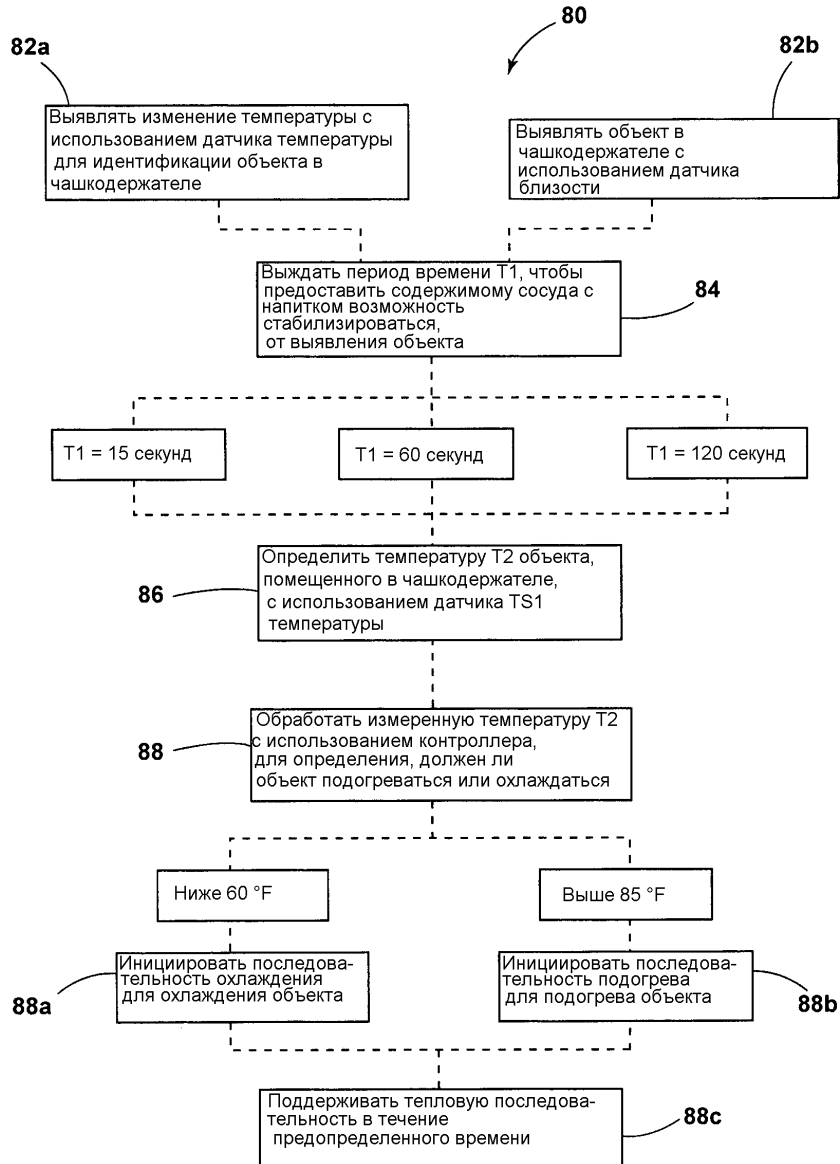 80
82a
82b
Выявлять изменение температуры с
использованием датчика температуры
для идентификации объекта в
чашкодержателе
Выявлять объект в
чашкодержателе с
использованием датчика
близости
Выждать период времени T1, чтобы
предоставить содержимому сосуда с
напитком возможность
стабилизироваться,
от выявления объекта
84
T1 = 15 секунд
T1 = 60 секунд
T1 = 120 секунд
Определить температуру T2 объекта,
помещенного в чашкодержателе,
с использованием датчика TS1
температуры
86
Обработать измеренную температуру T2
с использованием контроллера,
для определения, должен ли
объект подогреваться или охлаждаться
88
Ниже 60 °F
Выше 85 °F
Инициировать последова-
тельность охлаждения
для охлаждения объекта
88a
Инициировать последова-
тельность подогрева
для подогрева объекта
88b
Поддерживать тепловую последова-
тельность в течение
предопределенного времени
88c